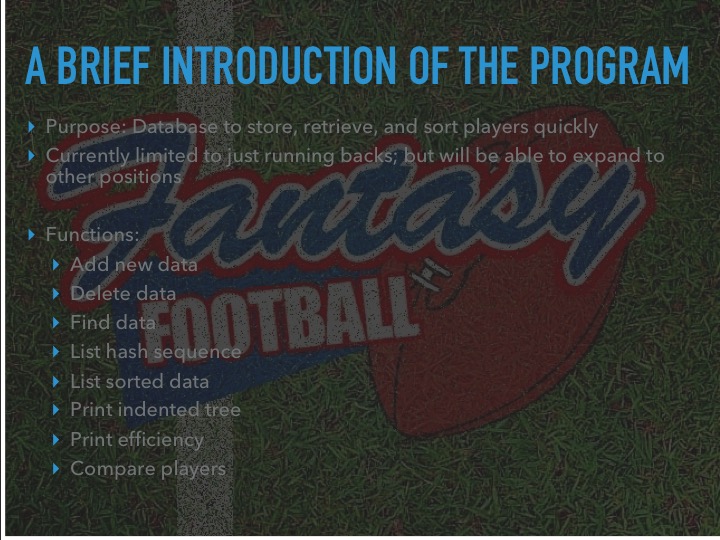 A BRIEF INTRODUCTION OF THE PROGRAM
Purpose: Database to store, retrieve, and sort players quickly
Currently limited to just running backs; but will be able to expand to
other positions
Fantasy
FOOTBALL
Functions:
Add new data
Delete data
Find data
List hash sequence
List sorted data
Print indented tree
Print efficiency
Compare players